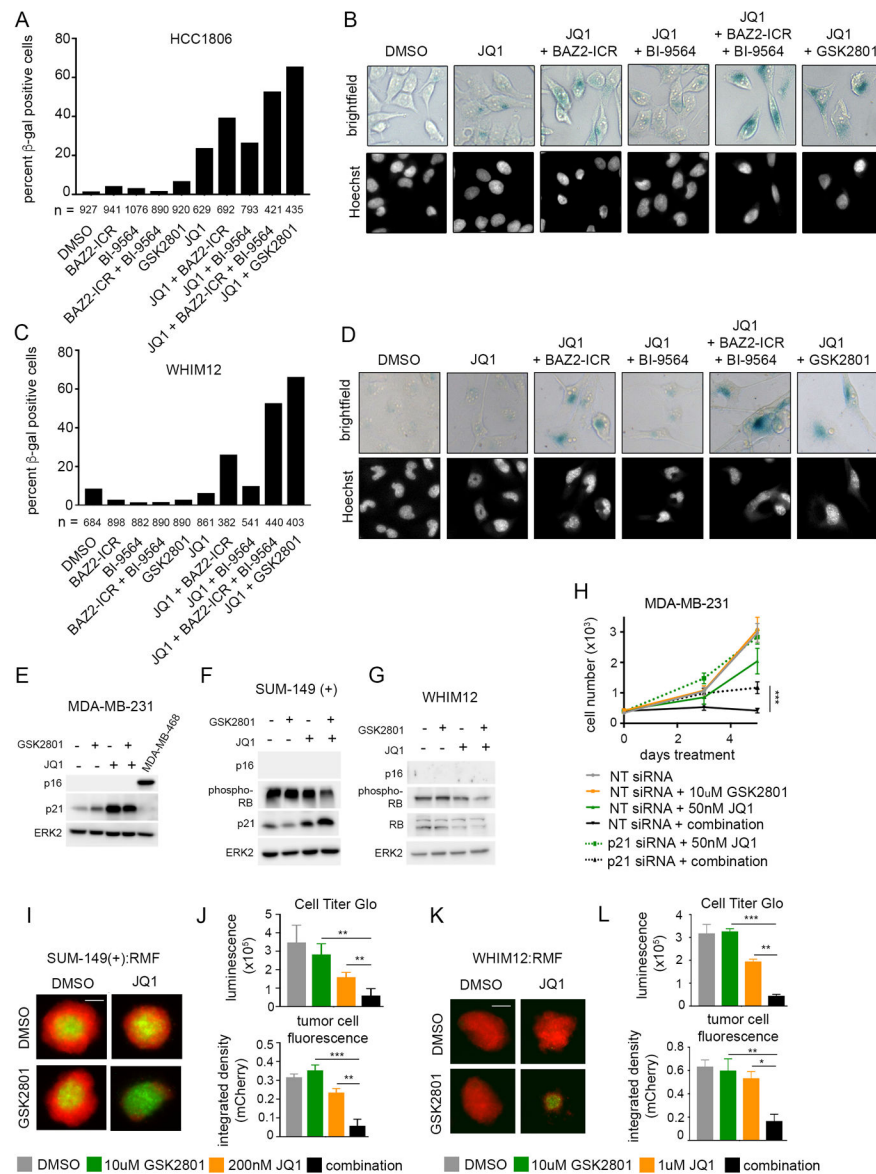 A
HCC1806
percent β-gal positive cells
80
60
40
20
0
n = 927 941 1076 890 920 629 692 793 421 435
DMSO
BAZ2-ICR
BI-9564
BAZ2-ICR + BI-9564
GSK2801
JQ1
JQ1 + BAZ2-ICR
JQ1 + BI-9564
JQ1 + BAZ2-ICR + BI-9564
JQ1 + GSK2801
B
DMSO
JQ1
JQ1
+ BAZ2-ICR
JQ1
+ BI-9564
JQ1
+ BAZ2-ICR
+ BI-9564
JQ1
+ GSK2801
brightfield
Hoechst
C
WHIM12
percent β-gal positive cells
80
60
40
20
0
n = 684 898 882 890 890 861 382 541 440 403
DMSO
BAZ2-ICR
BI-9564
BAZ2-ICR + BI-9564
GSK2801
JQ1
JQ1 + BAZ2-ICR
JQ1 + BI-9564
JQ1 + BAZ2-ICR + BI-9564
JQ1 + GSK2801
D
DMSO
JQ1
JQ1
+ BAZ2-ICR
JQ1
+ BI-9564
JQ1
+ BAZ2-ICR
+ BI-9564
JQ1
+ GSK2801
brightfield
Hoechst
E
MDA-MB-231
GSK2801 - + - +
JQ1 - - + +
MDA-MB-468
p16
p21
ERK2
F
SUM-149 (+)
GSK2801 - + - +
JQ1 - - + +
p16
phospho-
RB
p21
ERK2
G
WHIM12
GSK2801 - + - +
JQ1 - - + +
p16
phospho-
RB
RB
ERK2
H
MDA-MB-231
cell number (x10³)
3
2
1
0
0 2 4
days treatment
***
NT siRNA
NT siRNA + 10uM GSK2801
NT siRNA + 50nM JQ1
NT siRNA + combination
p21 siRNA + 50nM JQ1
p21 siRNA + combination
I
SUM-149(+):RMF
DMSO
JQ1
DMSO
GSK2801
J
Cell Titer Glo
luminescence
(x10⁵)
5
4
3
2
1
0
**
**
tumor cell
fluorescence
integrated density
(mCherry)
0.4
0.3
0.2
0.1
0
***
**
K
WHIM12:RMF
DMSO
JQ1
DMSO
GSK2801
L
Cell Titer Glo
luminescence
(x10⁵)
4
3
2
1
0
***
**
tumor cell
fluorescence
integrated density
(mCherry)
0.8
0.6
0.4
0.2
0
**
*
DMSO 10uM GSK2801 200nM JQ1 combination
DMSO 10uM GSK2801 1uM JQ1 combination